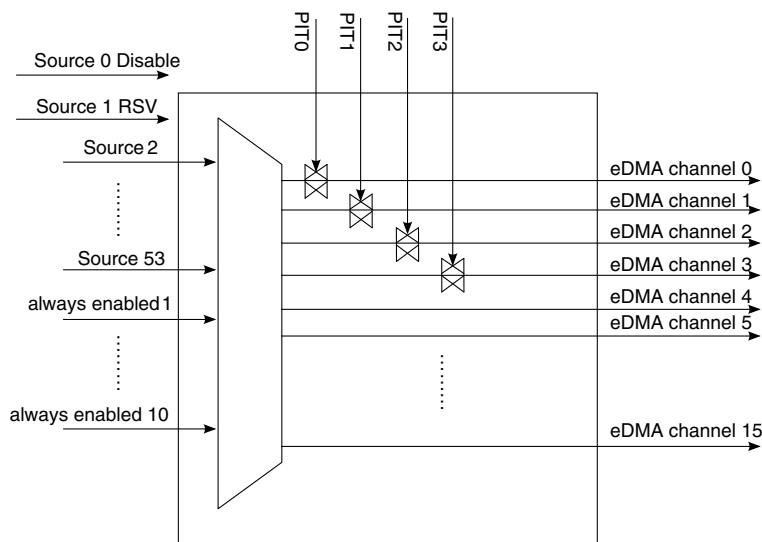 PIT0
PIT1
PIT2
PIT3
Source 0 Disable
Source 1 RSV
Source 2
Source 53
always enabled 1
always enabled 10
eDMA channel 0
eDMA channel 1
eDMA channel 2
eDMA channel 3
eDMA channel 4
eDMA channel 5
eDMA channel 15